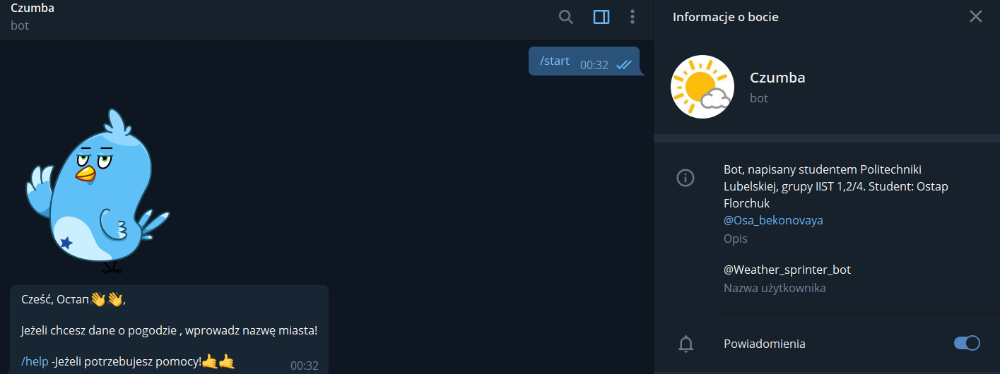 Czumba
bot
/start 00:32
Cześć, Остап👋👋,
Jeżeli chcesz dane o pogodzie , wprowadz nazwę miasta!
/help -Jeżeli potrzebujesz pomocy!🤙🤙
00:32
Informacje o bocie
Czumba
bot
Bot, napisany studentem Politechniki
Lubelskiej, grupy IIST 1,2/4. Student: Ostap
Florchuk
@Osa_bekonovaya
Opis
@Weather_sprinter_bot
Nazwa użytkownika
Powiadomienia